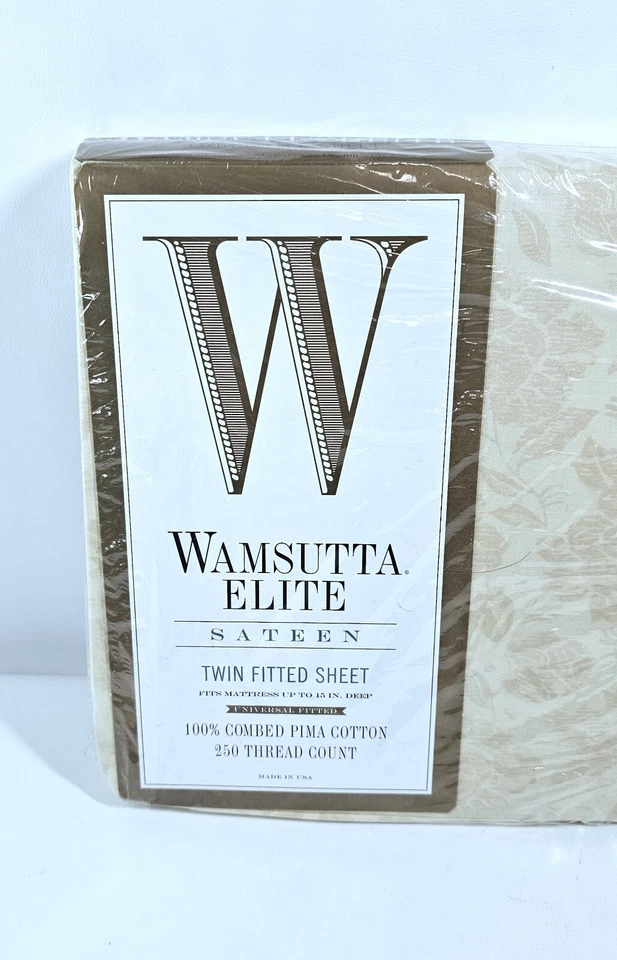 W
WAMSUTTA®
ELITE
SATEEN
TWIN FITTED SHEET
FITS MATTRESS UP TO 15 IN. DEEP
UNIVERSAL FITTED
100% COMBED PIMA COTTON
250 THREAD COUNT
MADE IN USA